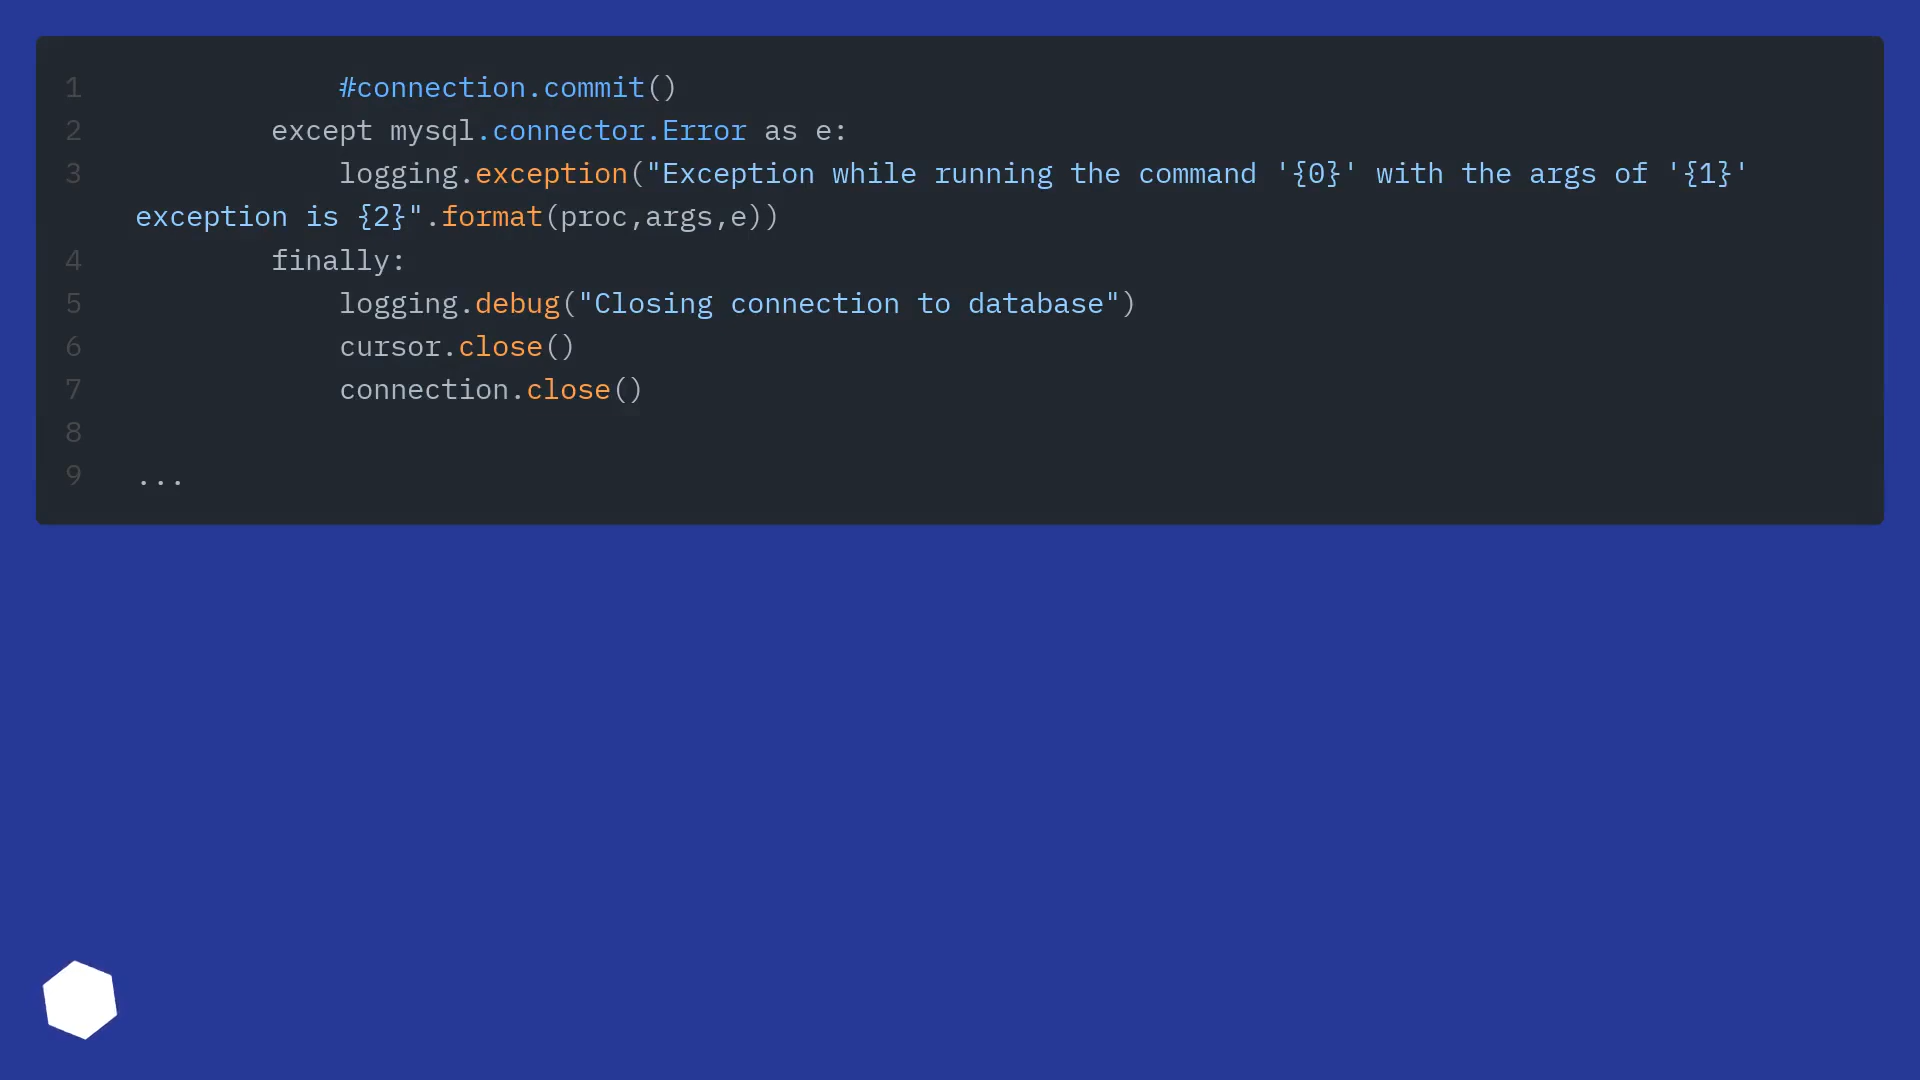 1 #connection.commit()
2 except mysql.connector.Error as e:
3 logging.exception("Exception while running the command '{0}' with the args of '{1}'
exception is {2}".format(proc,args,e))
4 finally:
5 logging.debug("Closing connection to database")
6 cursor.close()
7 connection.close()
8
9 ...